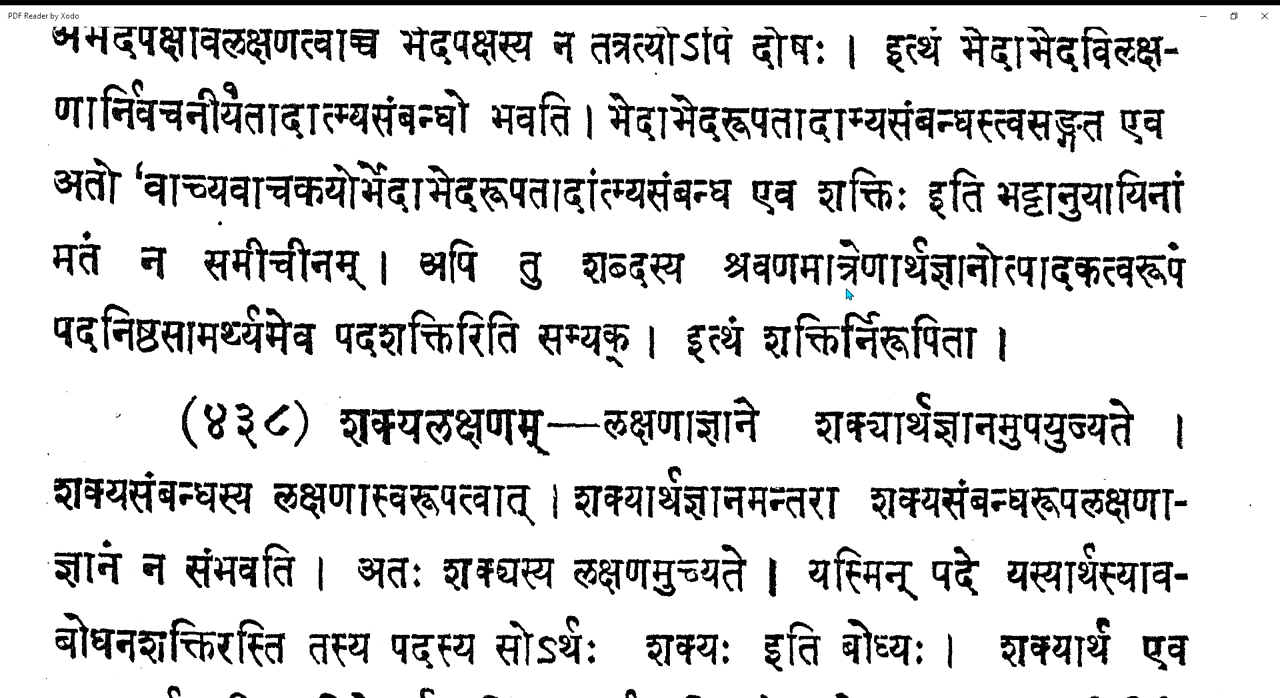 PDF Reader by Xodo
अभेदपक्षविलक्षणत्वाच्च भेदपक्षस्य न तत्रत्योऽपि दोषः । इत्थं भेदाभेदविलक्ष-
णानिर्वचनीयतादात्म्यसंबन्धो भवति । भेदाभेदरूपतादाम्यसंबन्धस्त्वसङ्गत एव
अतो 'वाच्यवाचकयोर्भेदाभेदरूपतादांत्म्यसंबन्ध एव शक्तिः इति भट्टानुयायिनां
मतं न समीचीनम् । अपि तु शब्दस्य श्रवणमात्रेणार्थज्ञानोत्पादकत्वरूपं
पदनिष्ठसामर्थ्यमेव पदशक्तिरिति सम्यक् । इत्थं शक्तिर्निरूपिता ।
(४३८) शक्यलक्षणम्—लक्षणाज्ञाने शक्यार्थज्ञानमुपयुज्यते ।
शक्यसंबन्धस्य लक्षणास्वरूपत्वात् । शक्यार्थज्ञानमन्तरा शक्यसंबन्धरूपलक्षणा-
ज्ञानं न संभवति । अतः शक्यस्य लक्षणमुच्यते । यस्मिन् पदे यस्यार्थस्याव-
बोधनशक्तिरस्ति तस्य पदस्य सोऽर्थः शक्यः इति बोध्यः । शक्यार्थ एव